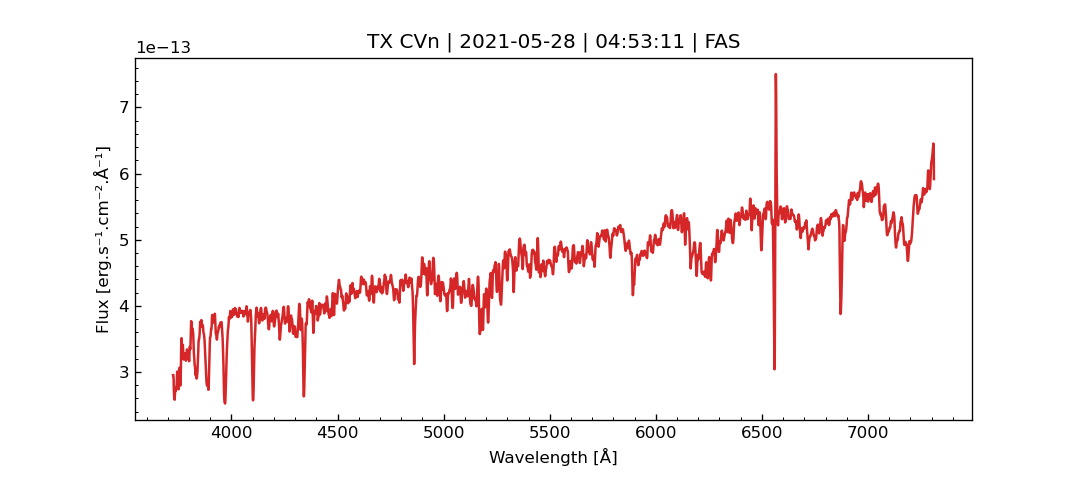 TX CVn | 2021-05-28 | 04:53:11 | FAS
1e−13
7
6
5
4
3
Flux [erg.s⁻¹.cm⁻².Å⁻¹]
4000 4500 5000 5500 6000 6500 7000
Wavelength [Å]